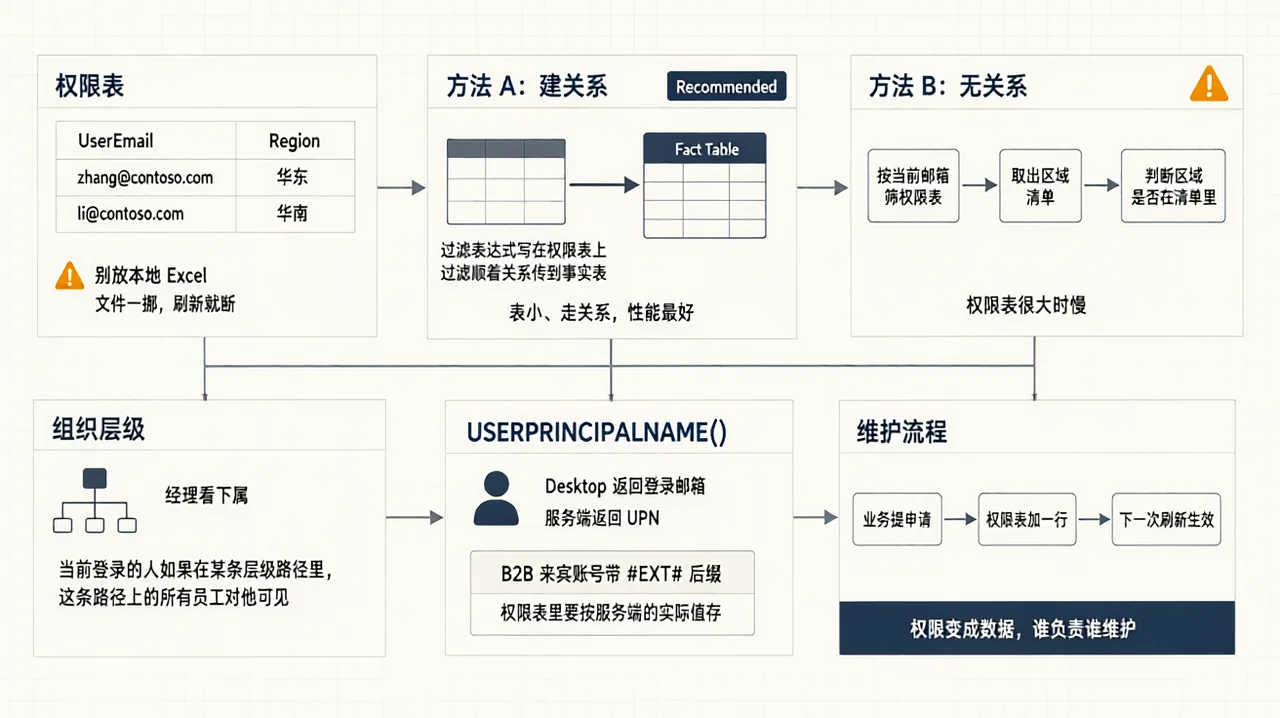 权限表
UserEmail Region
zhang@contoso.com 华东
li@contoso.com 华南
别放本地 Excel
文件一挪，刷新就断
方法 A：建关系
Recommended
Fact Table
过滤表达式写在权限表上
过滤顺着关系传到事实表
表小、走关系，性能最好
方法 B：无关系
按当前邮箱
筛权限表
取出区域
清单
判断区域
是否在清单里
权限表很大时慢
组织层级
经理看下属
当前登录的人如果在某条层级路径里，
这条路径上的所有员工对他可见
USERPRINCIPALNAME()
Desktop 返回登录邮箱
服务端返回 UPN
B2B 来宾账号带 #EXT# 后缀
权限表里要按服务端的实际值存
维护流程
业务提申请
权限表加一行
下一次刷新生效
权限变成数据，谁负责谁维护